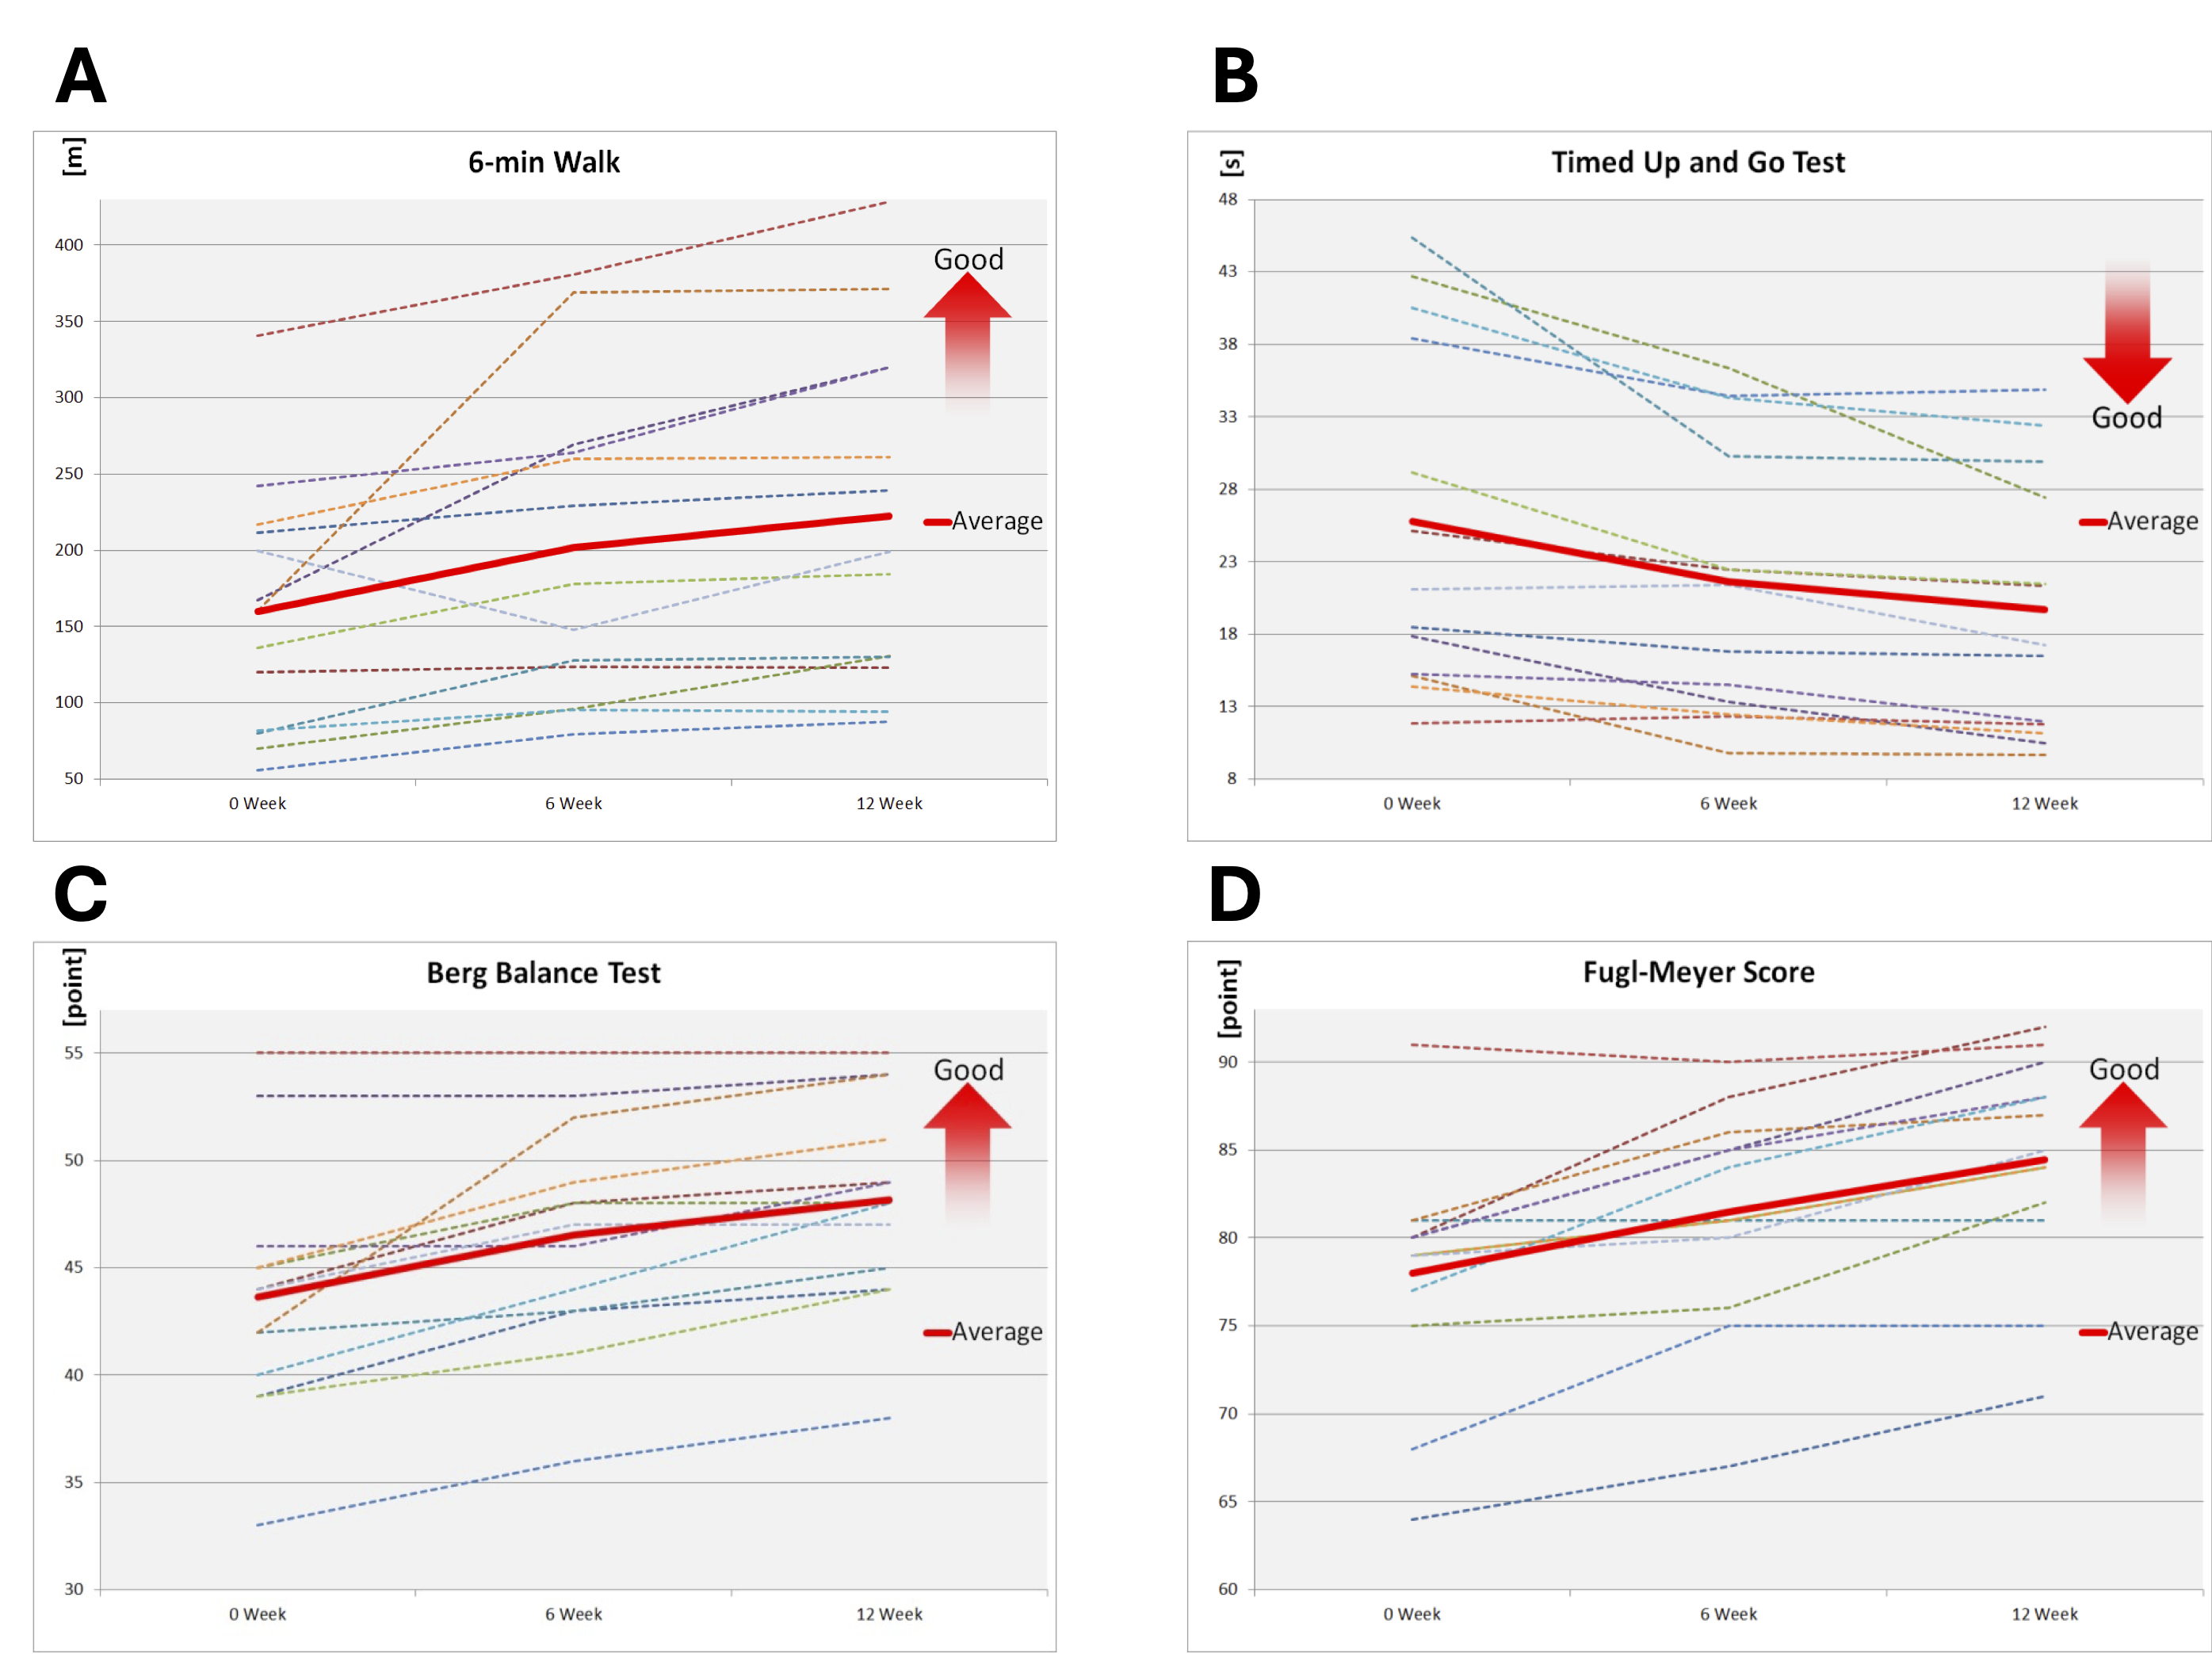 A
[m]
6-min Walk
400
350
300
250
200
150
100
50
0 Week
6 Week
12 Week
Good
Average
B
[s]
Timed Up and Go Test
48
43
38
33
28
23
18
13
8
0 Week
6 Week
12 Week
Good
Average
C
[point]
Berg Balance Test
55
50
45
40
35
30
0 Week
6 Week
12 Week
Good
Average
D
[point]
Fugl-Meyer Score
90
85
80
75
70
65
60
0 Week
6 Week
12 Week
Good
Average